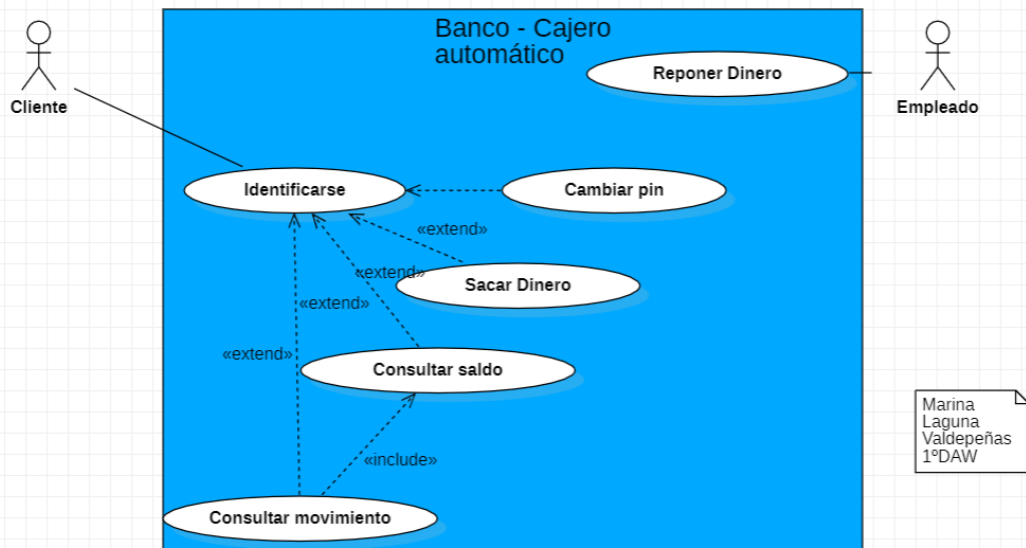 Banco - Cajero
automático
Reponer Dinero
Cliente
Empleado
Identificarse
Cambiar pin
«extend»
«extend»
Sacar Dinero
«extend»
«extend»
Consultar saldo
Marina
Laguna
Valdepeñas
1ºDAW
«include»
Consultar movimiento